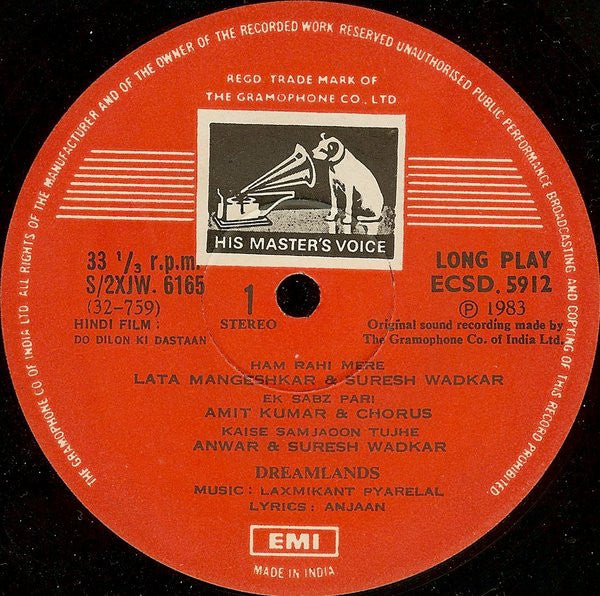 THE GRAMOPHONE CO OF INDIA LTD. ALL RIGHTS OF THE MANUFACTURER AND OF THE OWNER OF THE RECORDED WORK RESERVED UNAUTHORISED PUBLIC PERFORMANCE BROADCASTING AND COPYING OF THIS RECORD PROHIBITED.
REGD. TRADE MARK OF
THE GRAMOPHONE CO., LTD
HIS MASTER'S VOICE
33 1/3 r.p.m.
S/2XJW. 6165
(32-759)
HINDI FILM :
DO DILON KI DASTAAN
1
STEREO
LONG PLAY
ECSD. 5912
Ⓟ 1983
Original sound recording made by
The Gramophone Co. of India Ltd.
HAM RAHI MERE
LATA MANGESHKAR & SURESH WADKAR
EK SABZ PARI
AMIT KUMAR & CHORUS
KAISE SAMJAOON TUJHE
ANWAR & SURESH WADKAR
DREAMLANDS
MUSIC : LAXMIKANT PYARELAL
LYRICS : ANJAAN
EMI
MADE IN INDIA